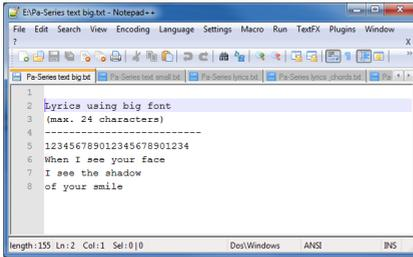 E:\Pa-Series text big.txt - Notepad++
File Edit Search View Encoding Language Settings Macro Run TextFX Plugins Window
? X
Pa-Series text big.txt Pa-Series text small.txt Pa-Series lyrics.txt Pa-Series lyrics_chords.txt Pa
1
2 Lyrics using big font
3 (max. 24 characters)
4 --------------------------
5 123456789012345678901234
6 When I see your face
7 I see the shadow
8 of your smile
length : 155 Ln : 2 Col : 1 Sel : 0 | 0 Dos\Windows ANSI INS